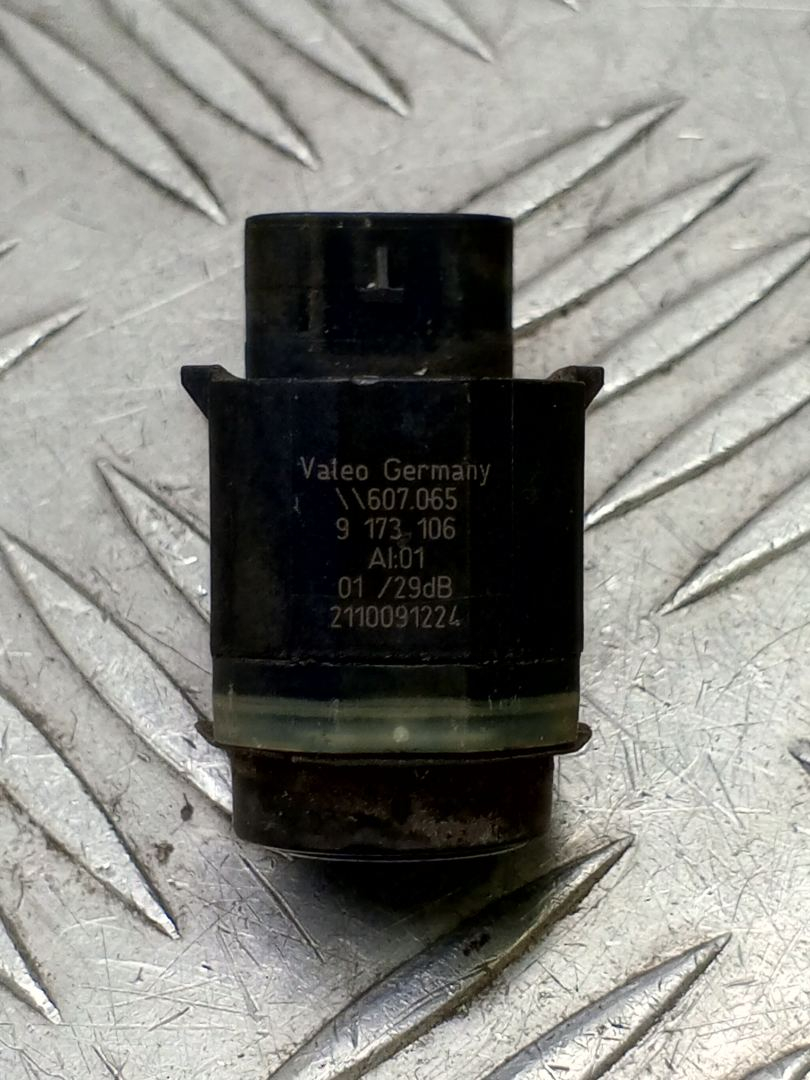 Valeo Germany
\\607.065
9 173 106
AI:01
01 /29dB
2110091224